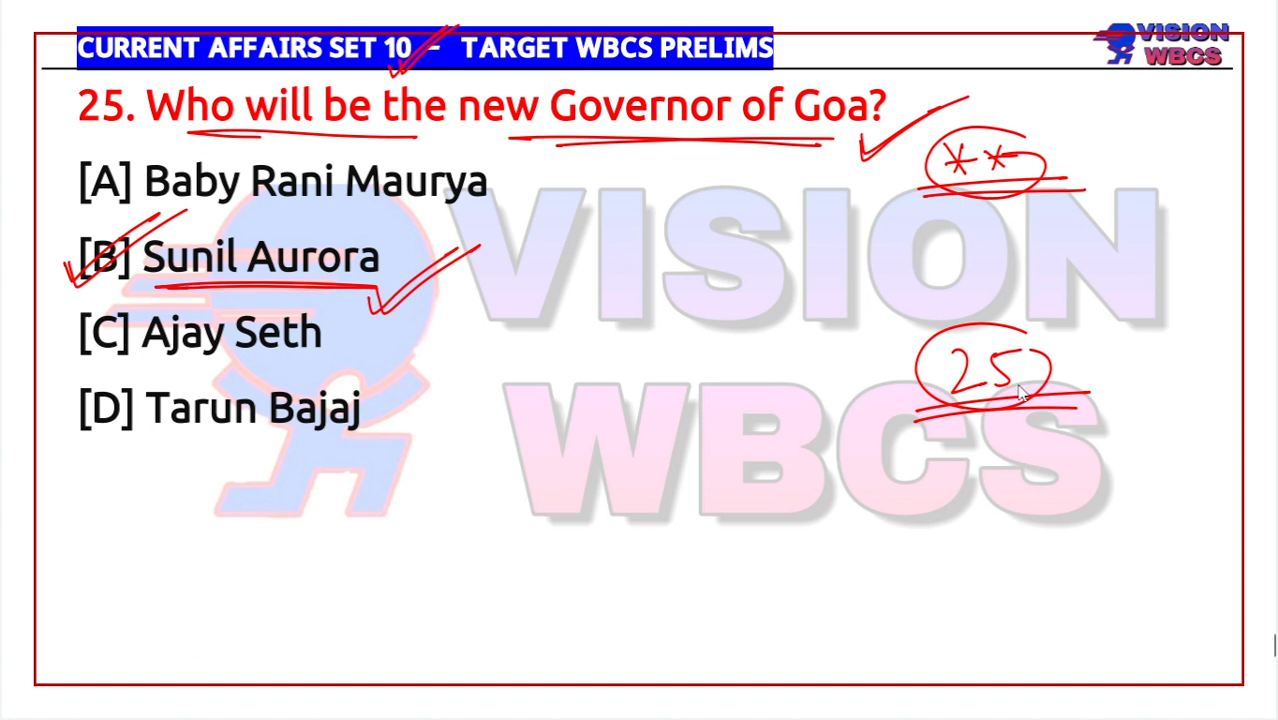 CURRENT AFFAIRS SET 10 - TARGET WBCS PRELIMS
VISION
WBCS
25. Who will be the new Governor of Goa?
**
[A] Baby Rani Maurya
[B] Sunil Aurora
[C] Ajay Seth
25
[D] Tarun Bajaj
VISION
WBCS